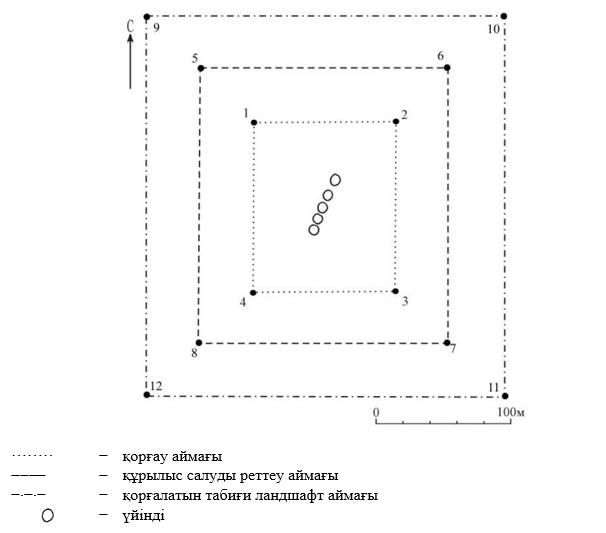 С
9
10
5
6
1
2
4
3
8
7
12
11
0
100м
........ – қорғау аймағы
–––– – құрылыс салуды реттеу аймағы
–·–·– – қорғалатын табиғи ландшафт аймағы
– үйінді